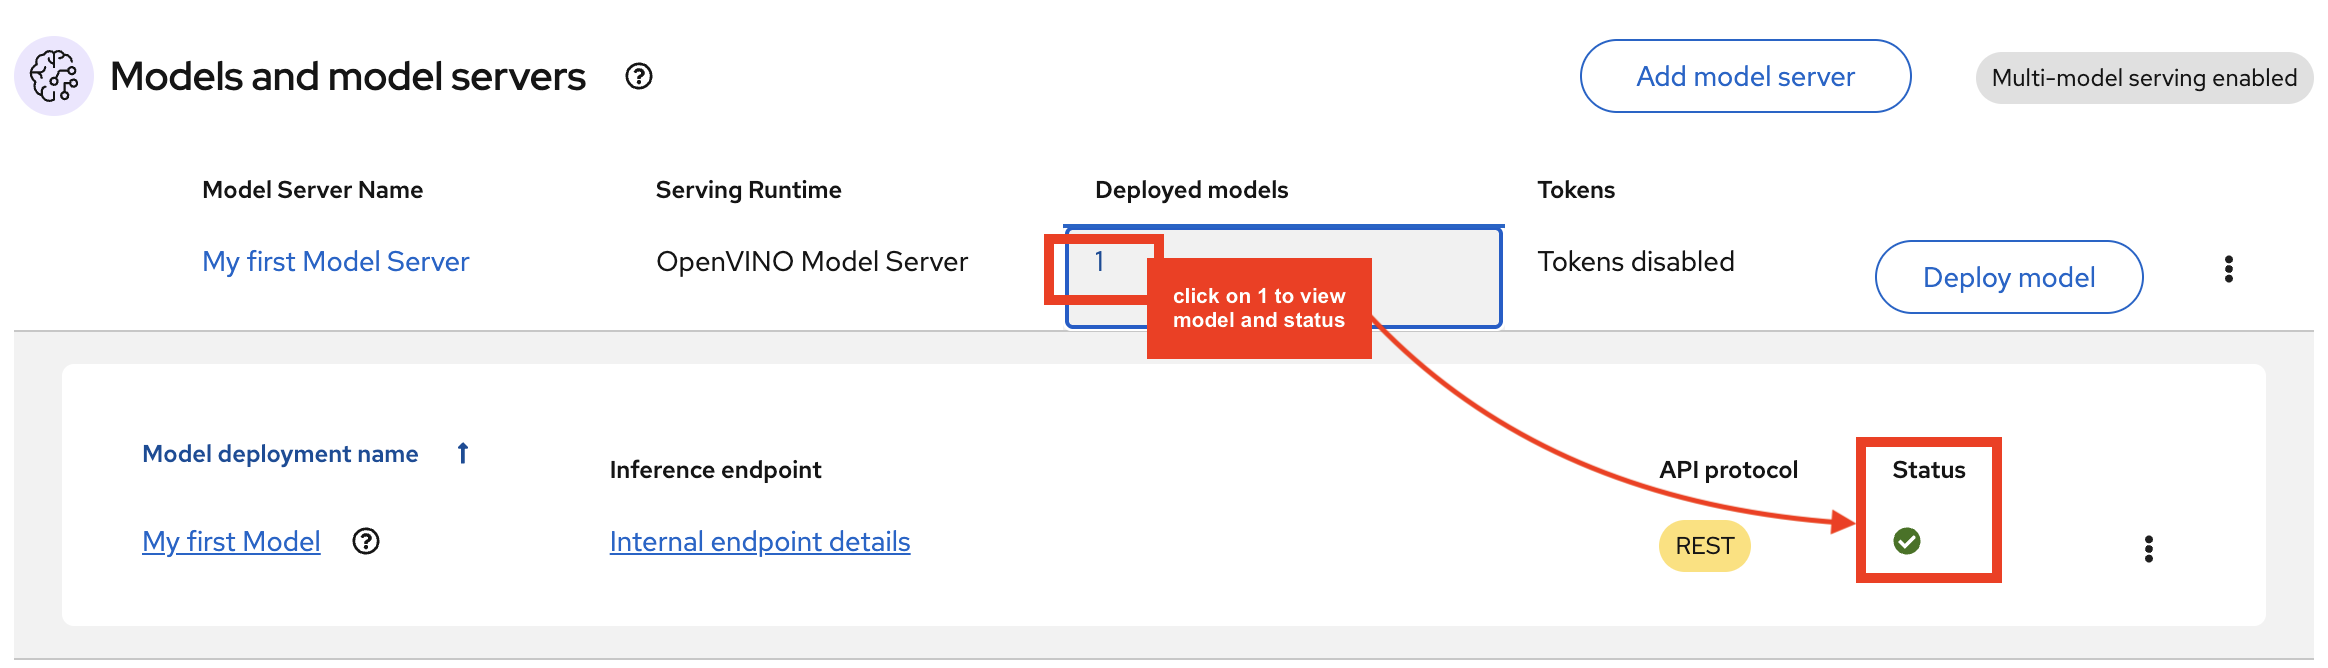 Models and model servers
Add model server
Multi-model serving enabled
Model Server Name
Serving Runtime
Deployed models
Tokens
My first Model Server
OpenVINO Model Server
1
Tokens disabled
Deploy model
click on 1 to view
model and status
Model deployment name
Inference endpoint
API protocol
Status
My first Model
Internal endpoint details
REST